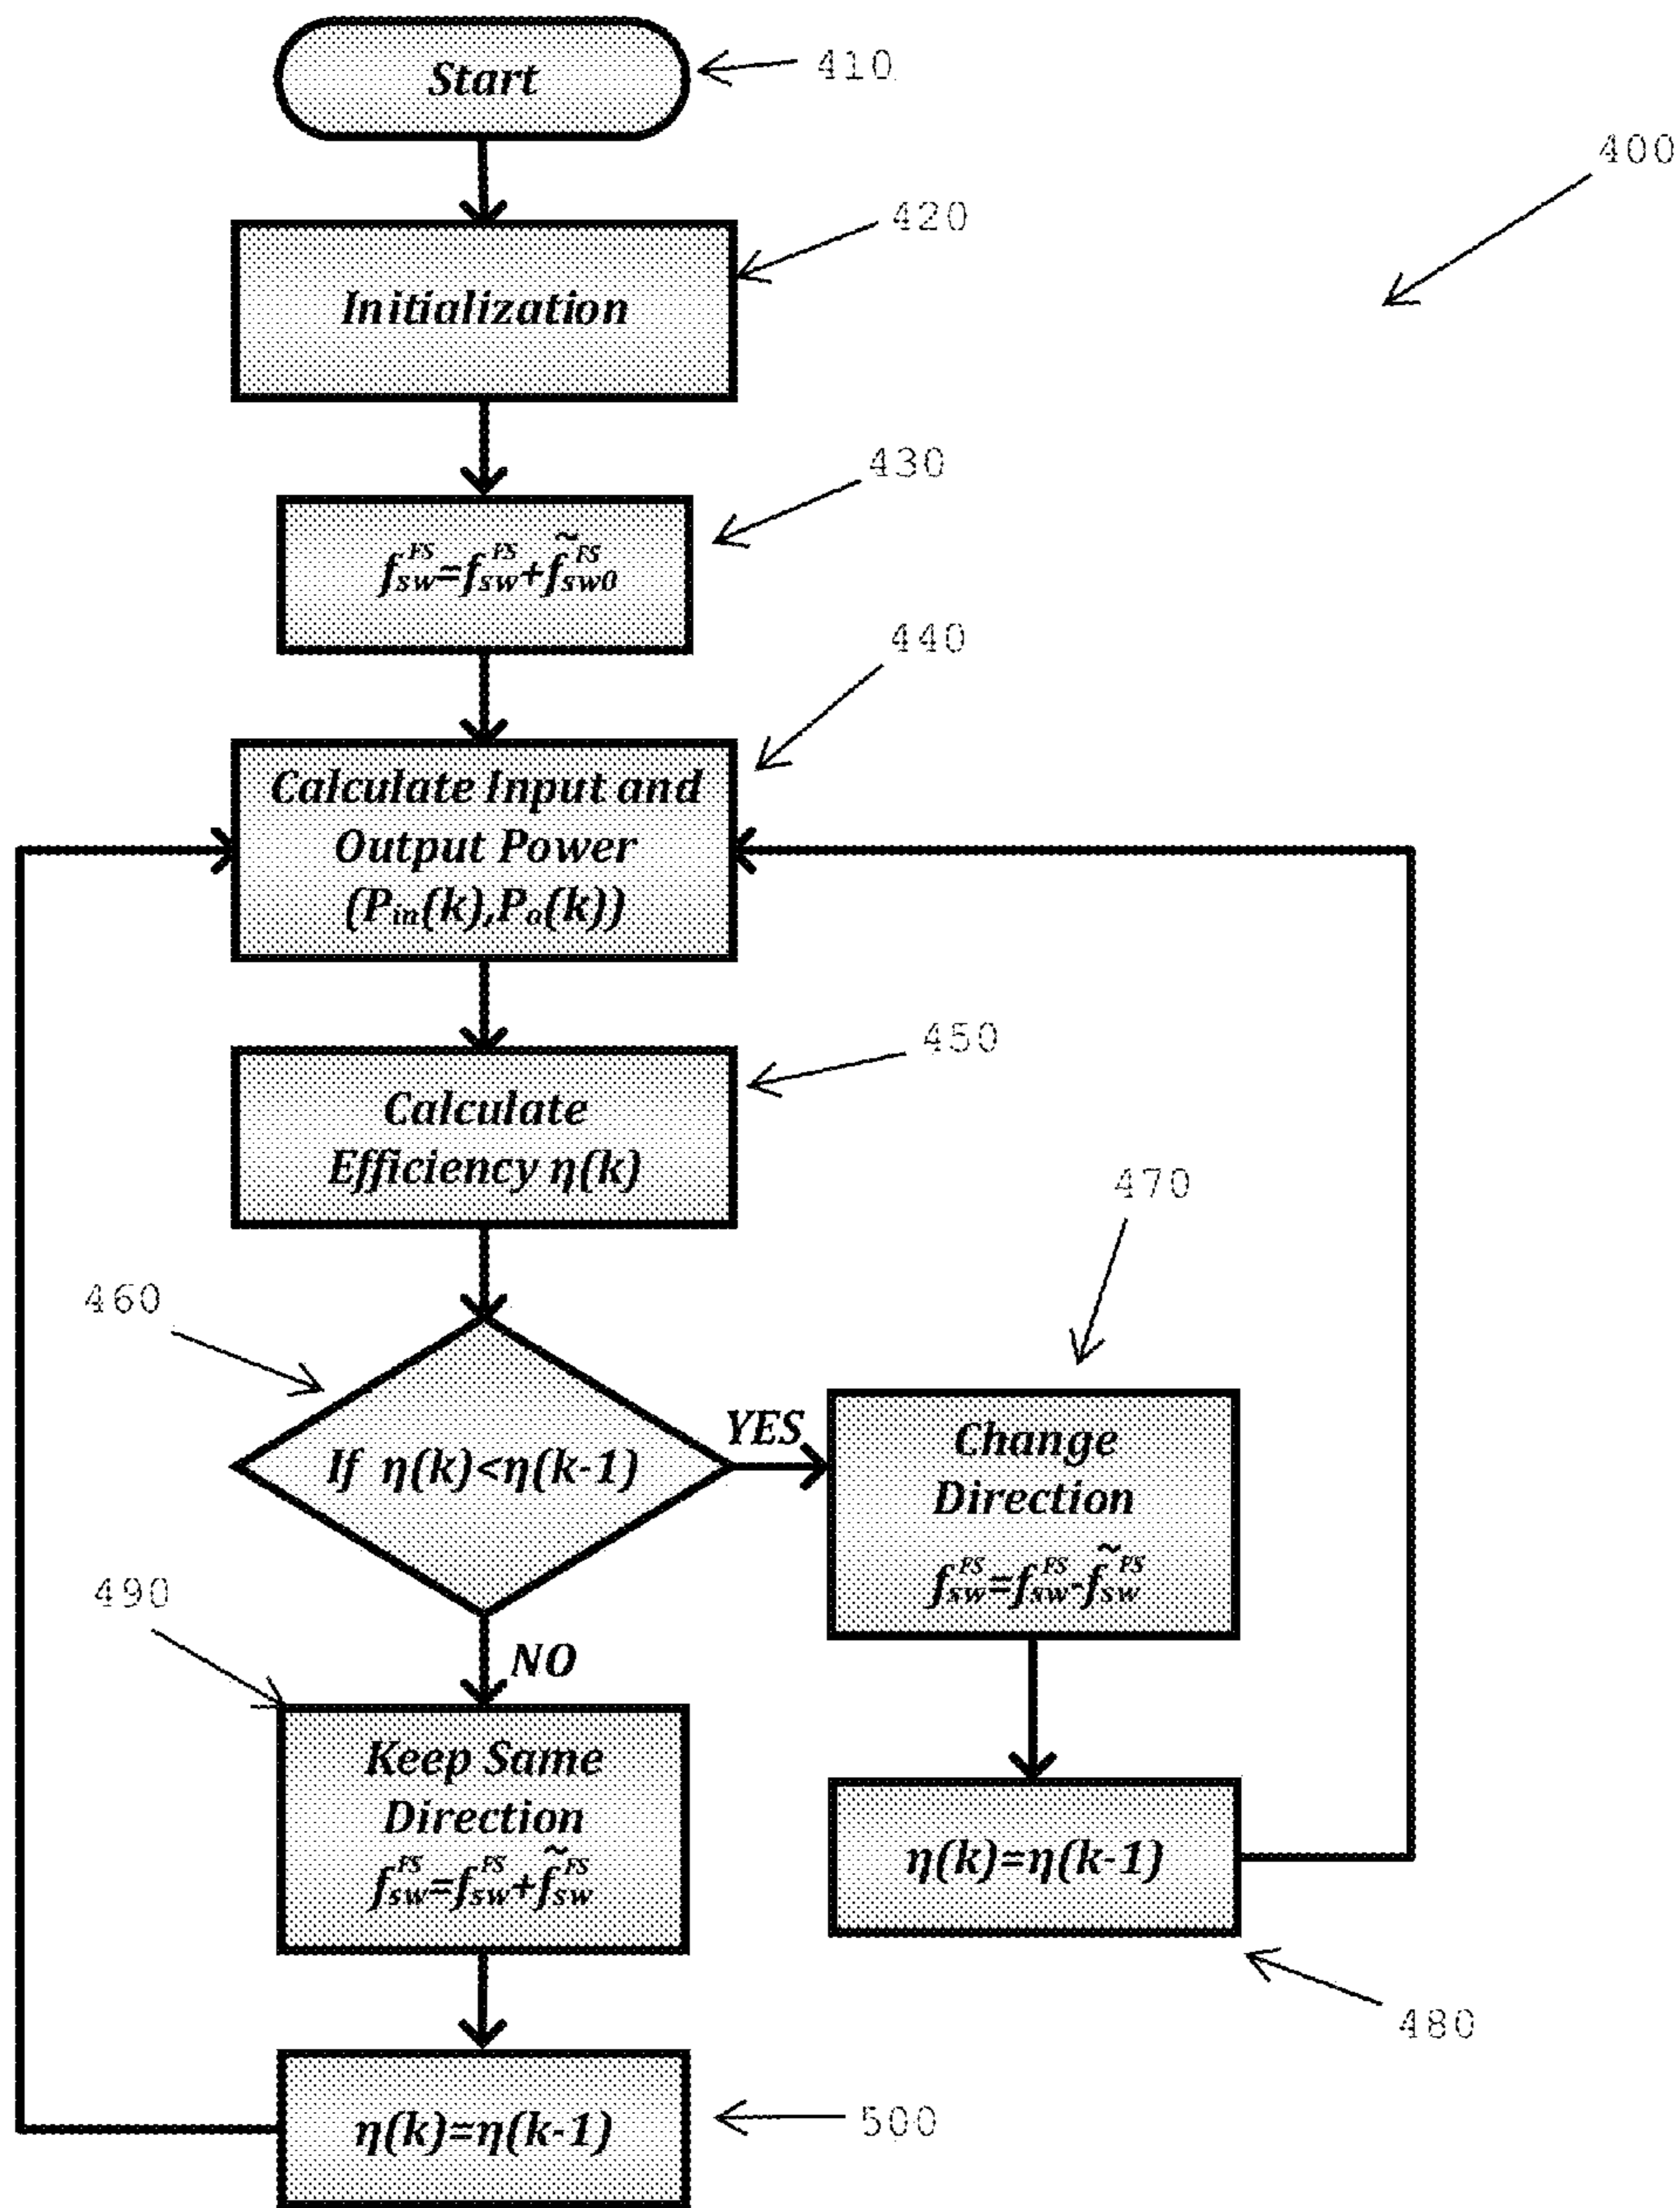 Start
410
400
420
Initialization
430
f_sw^FS=f_sw^FS+f̃_sw0^FS
440
Calculate Input and
Output Power
(P_in(k),P_o(k))
450
Calculate
Efficiency η(k)
460
If η(k)<η(k-1)
YES
470
Change
Direction
f_sw^FS=f_sw^FS-f̃_sw^FS
490
NO
Keep Same
Direction
f_sw^FS=f_sw^FS+f̃_sw^FS
η(k)=η(k-1)
480
η(k)=η(k-1)
500